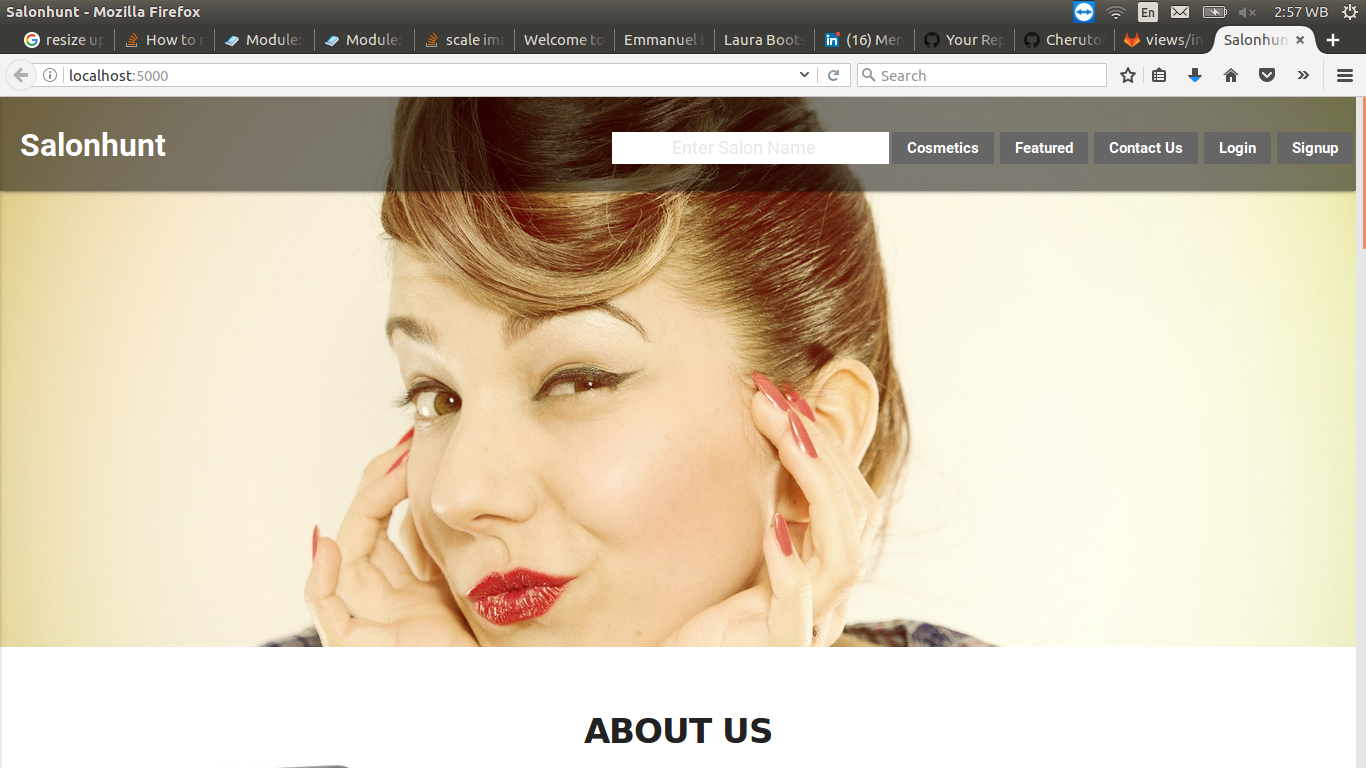 Salonhunt - Mozilla Firefox
En
2:57 WB
resize up
How to
Module:
Module:
scale im
Welcome to
Emmanuel
Laura Boots
(16) Mer
Your Rep
Cheruto
views/in
Salonhun
localhost:5000
Search
Salonhunt
Enter Salon Name
Cosmetics
Featured
Contact Us
Login
Signup
ABOUT US